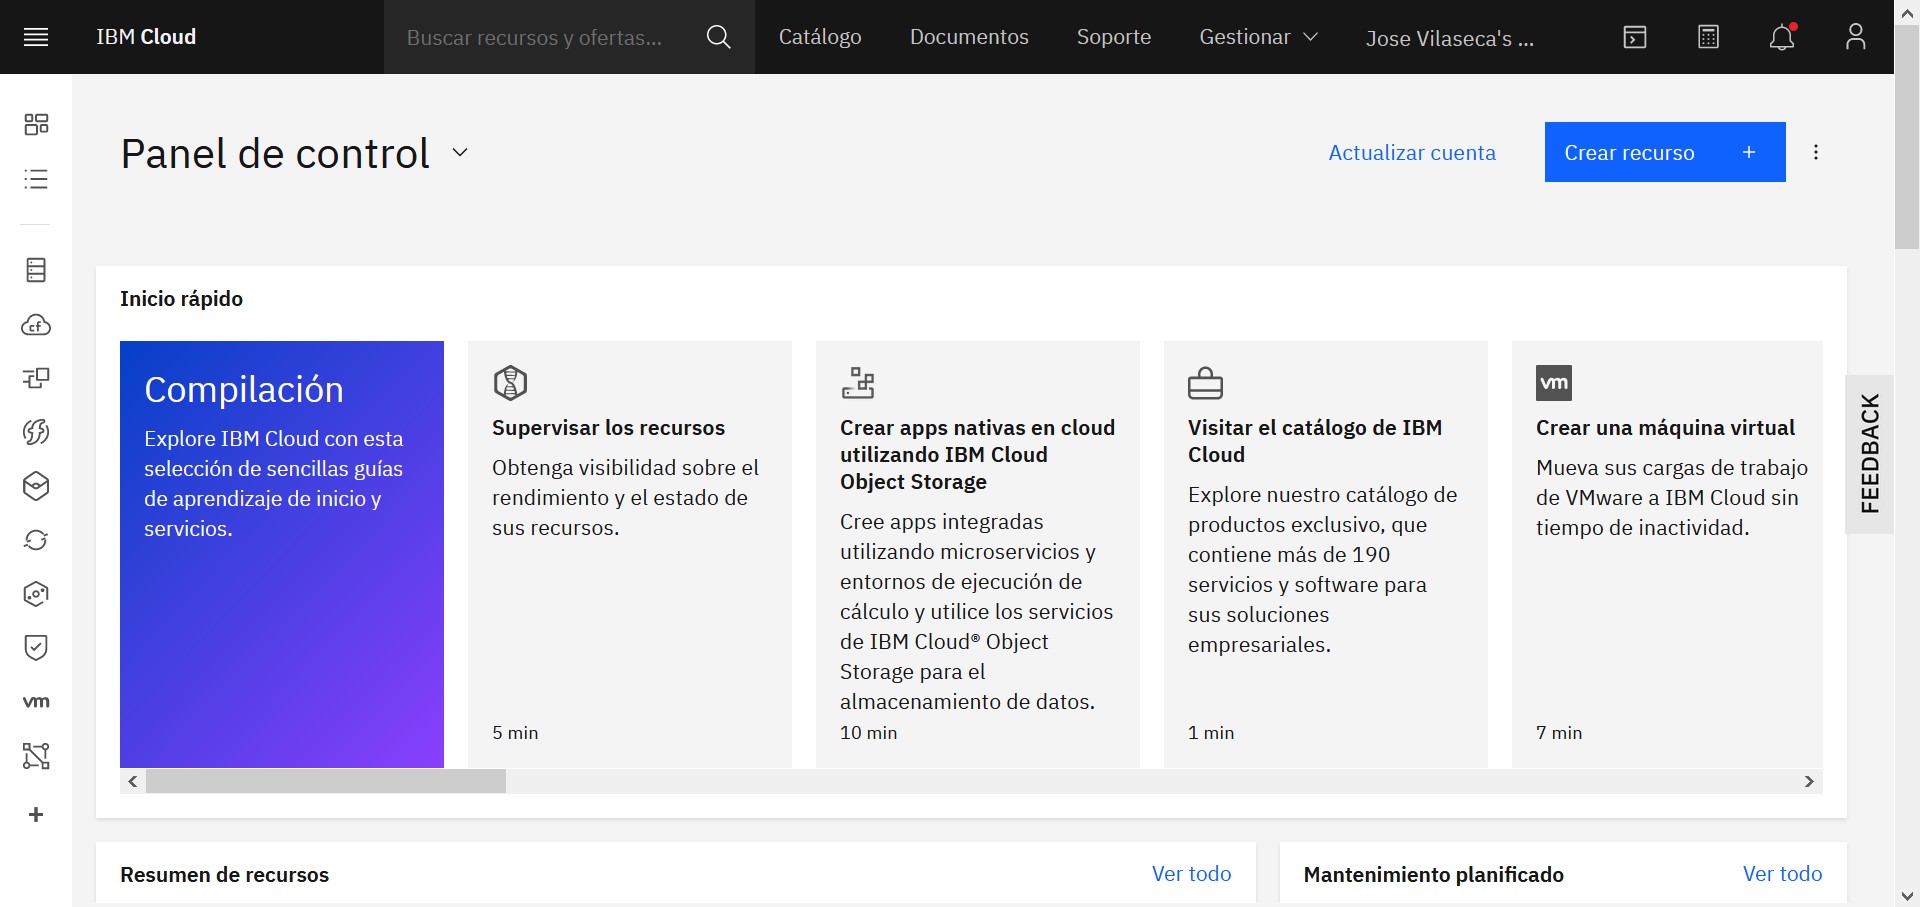 IBM Cloud
Buscar recursos y ofertas...
Catálogo
Documentos
Soporte
Gestionar
Jose Vilaseca's ...
Panel de control
Actualizar cuenta
Crear recurso +
Inicio rápido
Compilación
Explore IBM Cloud con esta
selección de sencillas guías
de aprendizaje de inicio y
servicios.
Supervisar los recursos
Obtenga visibilidad sobre el
rendimiento y el estado de
sus recursos.
5 min
Crear apps nativas en cloud
utilizando IBM Cloud
Object Storage
Cree apps integradas
utilizando microservicios y
entornos de ejecución de
cálculo y utilice los servicios
de IBM Cloud® Object
Storage para el
almacenamiento de datos.
10 min
Visitar el catálogo de IBM
Cloud
Explore nuestro catálogo de
productos exclusivo, que
contiene más de 190
servicios y software para
sus soluciones
empresariales.
1 min
vm
Crear una máquina virtual
Mueva sus cargas de trabajo
de VMware a IBM Cloud sin
tiempo de inactividad.
7 min
FEEDBACK
cf
vm
Resumen de recursos
Ver todo
Mantenimiento planificado
Ver todo